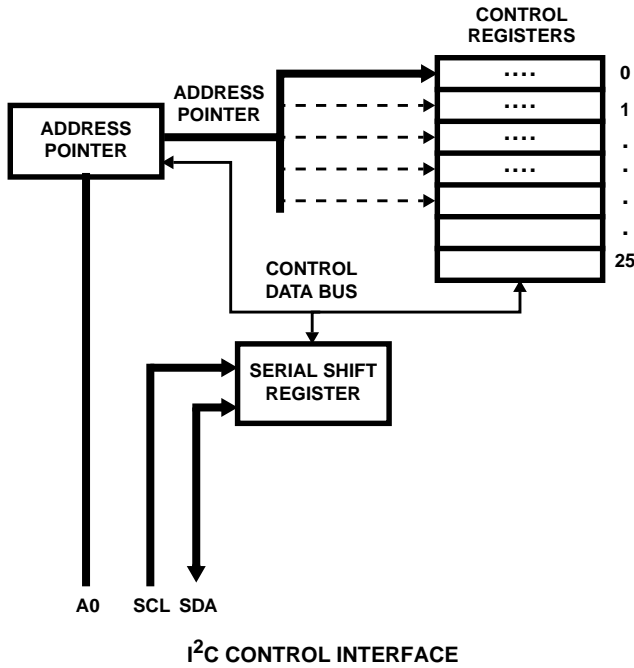 CONTROL
REGISTERS
ADDRESS
POINTER
ADDRESS
POINTER
....
0
....
1
....
.
....
.
.
.
25
CONTROL
DATA BUS
SERIAL SHIFT
REGISTER
A0 SCL SDA
I²C CONTROL INTERFACE